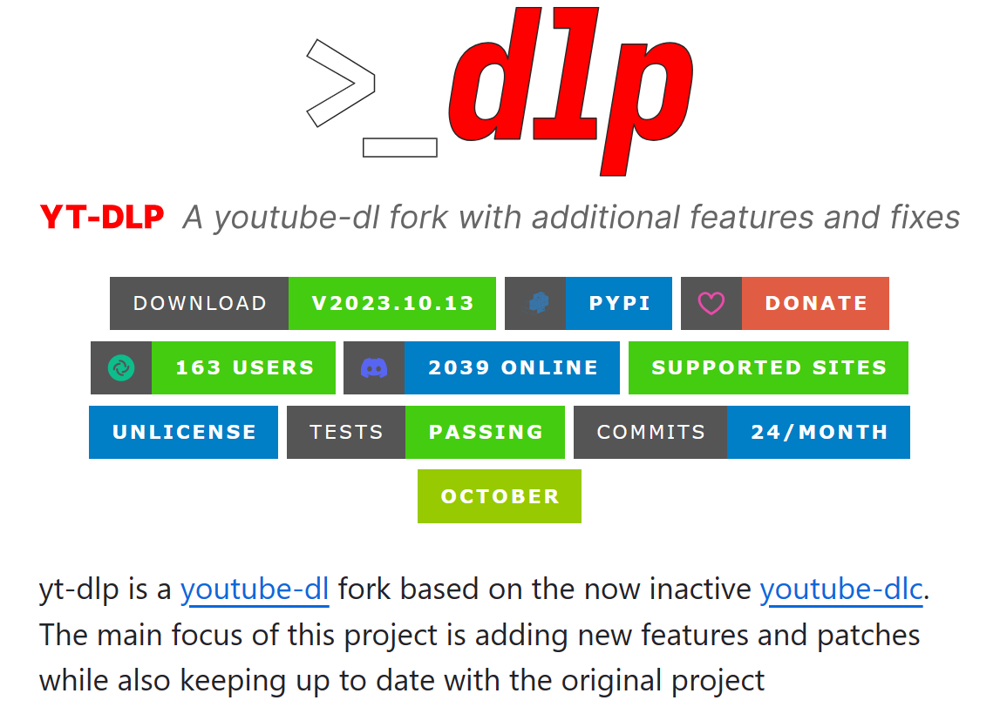 >_dlp
YT-DLP A youtube-dl fork with additional features and fixes
DOWNLOAD V2023.10.13 PYPI DONATE
163 USERS 2039 ONLINE SUPPORTED SITES
UNLICENSE TESTS PASSING COMMITS 24/MONTH
OCTOBER
yt-dlp is a youtube-dl fork based on the now inactive youtube-dlc.
The main focus of this project is adding new features and patches
while also keeping up to date with the original project